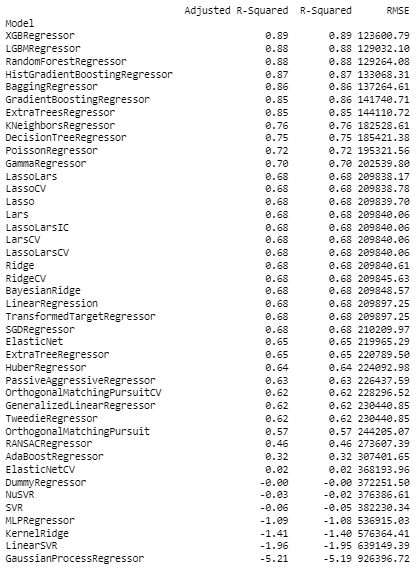 Adjusted R-Squared R-Squared RMSE
Model
XGBRegressor 0.89 0.89 123600.79
LGBMRegressor 0.88 0.88 129032.10
RandomForestRegressor 0.88 0.88 129264.08
HistGradientBoostingRegressor 0.87 0.87 133068.31
BaggingRegressor 0.86 0.86 137264.61
GradientBoostingRegressor 0.85 0.86 141740.71
ExtraTreesRegressor 0.85 0.85 144110.72
KNeighborsRegressor 0.76 0.76 182528.61
DecisionTreeRegressor 0.75 0.75 185421.38
PoissonRegressor 0.72 0.72 195321.56
GammaRegressor 0.70 0.70 202539.80
LassoLars 0.68 0.68 209838.17
LassoCV 0.68 0.68 209838.78
Lasso 0.68 0.68 209839.70
Lars 0.68 0.68 209840.06
LassoLarsIC 0.68 0.68 209840.06
LarsCV 0.68 0.68 209840.06
LassoLarsCV 0.68 0.68 209840.06
Ridge 0.68 0.68 209840.61
RidgeCV 0.68 0.68 209845.63
BayesianRidge 0.68 0.68 209848.57
LinearRegression 0.68 0.68 209897.25
TransformedTargetRegressor 0.68 0.68 209897.25
SGDRegressor 0.68 0.68 210209.97
ElasticNet 0.65 0.65 219965.29
ExtraTreeRegressor 0.65 0.65 220789.50
HuberRegressor 0.64 0.64 224092.98
PassiveAggressiveRegressor 0.63 0.63 226437.59
OrthogonalMatchingPursuitCV 0.62 0.62 228296.52
GeneralizedLinearRegressor 0.62 0.62 230440.85
TweedieRegressor 0.62 0.62 230440.85
OrthogonalMatchingPursuit 0.57 0.57 244205.07
RANSACRegressor 0.46 0.46 273607.39
AdaBoostRegressor 0.32 0.32 307401.65
ElasticNetCV 0.02 0.02 368193.96
DummyRegressor -0.00 -0.00 372251.50
NuSVR -0.03 -0.02 376386.61
SVR -0.06 -0.05 382230.34
MLPRegressor -1.09 -1.08 536915.03
KernelRidge -1.41 -1.40 576364.41
LinearSVR -1.96 -1.95 639149.39
GaussianProcessRegressor -5.21 -5.19 926396.72